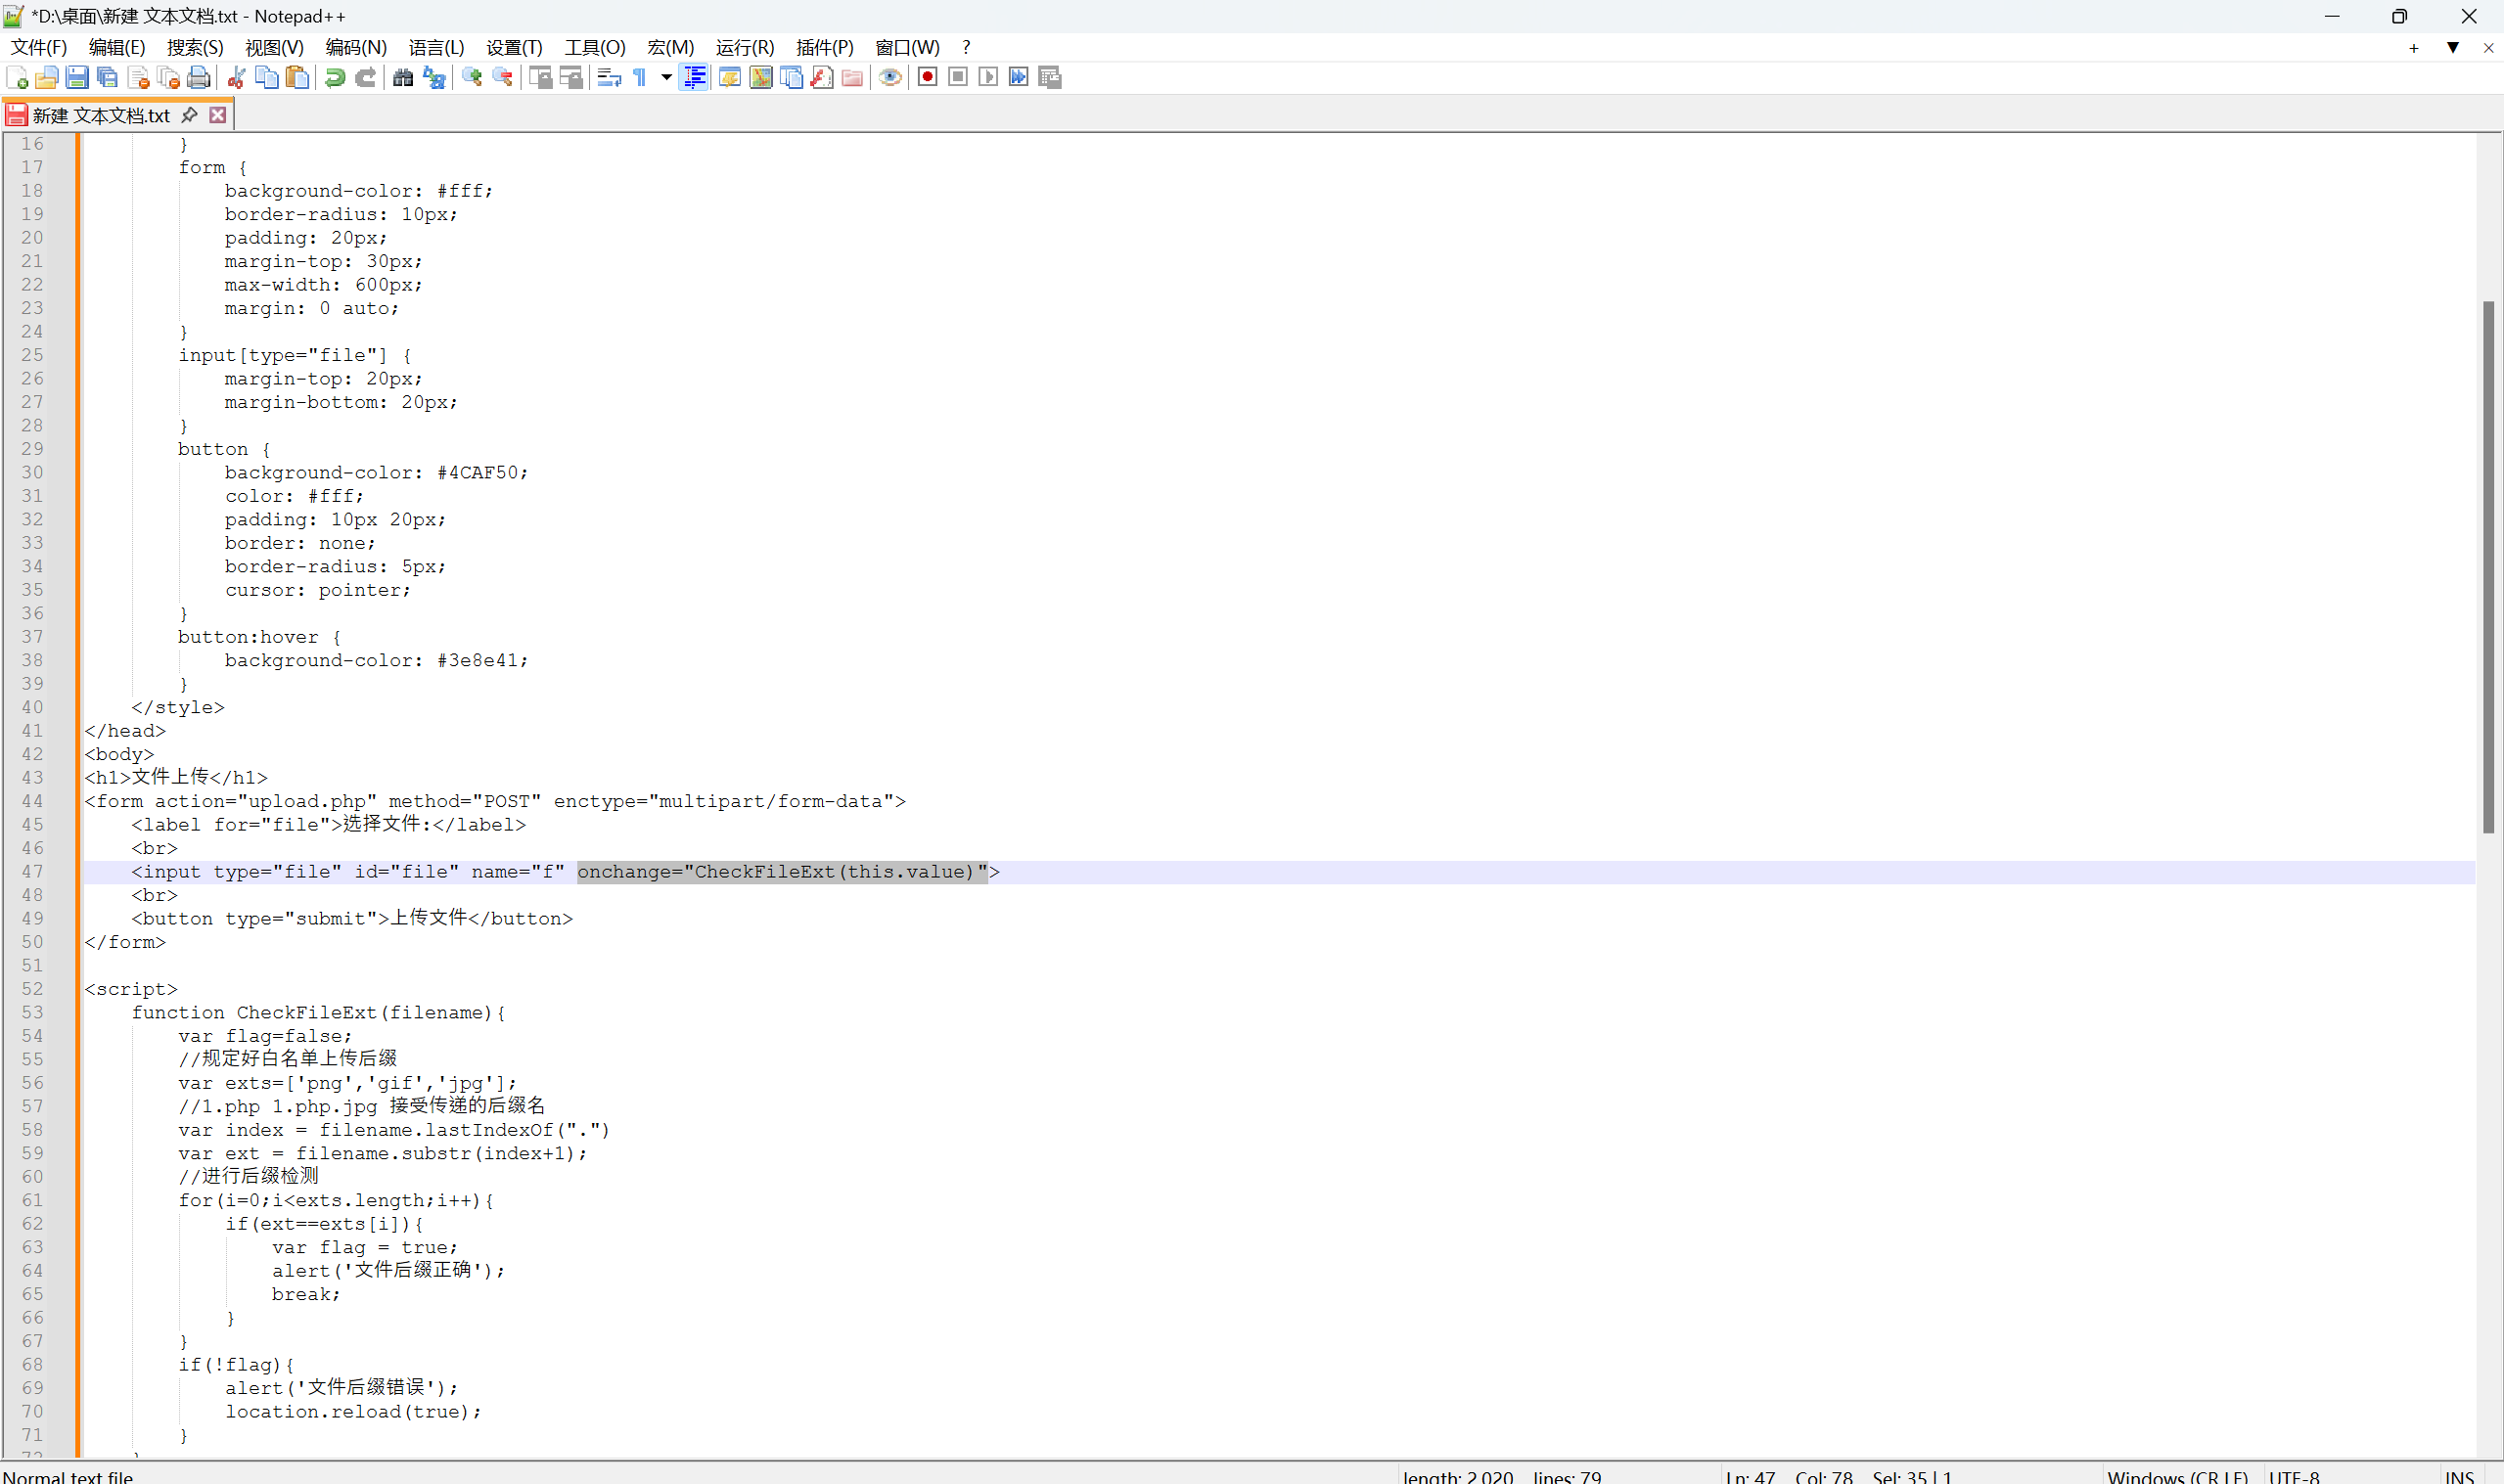 *D:\桌面\新建 文本文档.txt - Notepad++
文件(F) 编辑(E) 搜索(S) 视图(V) 编码(N) 语言(L) 设置(T) 工具(O) 宏(M) 运行(R) 插件(P) 窗口(W) ?
新建 文本文档.txt
16 }
17 form {
18 background-color: #fff;
19 border-radius: 10px;
20 padding: 20px;
21 margin-top: 30px;
22 max-width: 600px;
23 margin: 0 auto;
24 }
25 input[type="file"] {
26 margin-top: 20px;
27 margin-bottom: 20px;
28 }
29 button {
30 background-color: #4CAF50;
31 color: #fff;
32 padding: 10px 20px;
33 border: none;
34 border-radius: 5px;
35 cursor: pointer;
36 }
37 button:hover {
38 background-color: #3e8e41;
39 }
40 </style>
41 </head>
42 <body>
43 <h1>文件上传</h1>
44 <form action="upload.php" method="POST" enctype="multipart/form-data">
45 <label for="file">选择文件:</label>
46 <br>
47 <input type="file" id="file" name="f" onchange="CheckFileExt(this.value)">
48 <br>
49 <button type="submit">上传文件</button>
50 </form>
51
52 <script>
53 function CheckFileExt(filename){
54 var flag=false;
55 //规定好白名单上传后缀
56 var exts=['png','gif','jpg'];
57 //1.php 1.php.jpg 接受传递的后缀名
58 var index = filename.lastIndexOf(".")
59 var ext = filename.substr(index+1);
60 //进行后缀检测
61 for(i=0;i<exts.length;i++){
62 if(ext==exts[i]){
63 var flag = true;
64 alert('文件后缀正确');
65 break;
66 }
67 }
68 if(!flag){
69 alert('文件后缀错误');
70 location.reload(true);
71 }
72 }
Normal text file length: 2,020 lines: 79 Ln: 47 Col: 78 Sel: 35 | 1 Windows (CR LF) UTF-8 INS